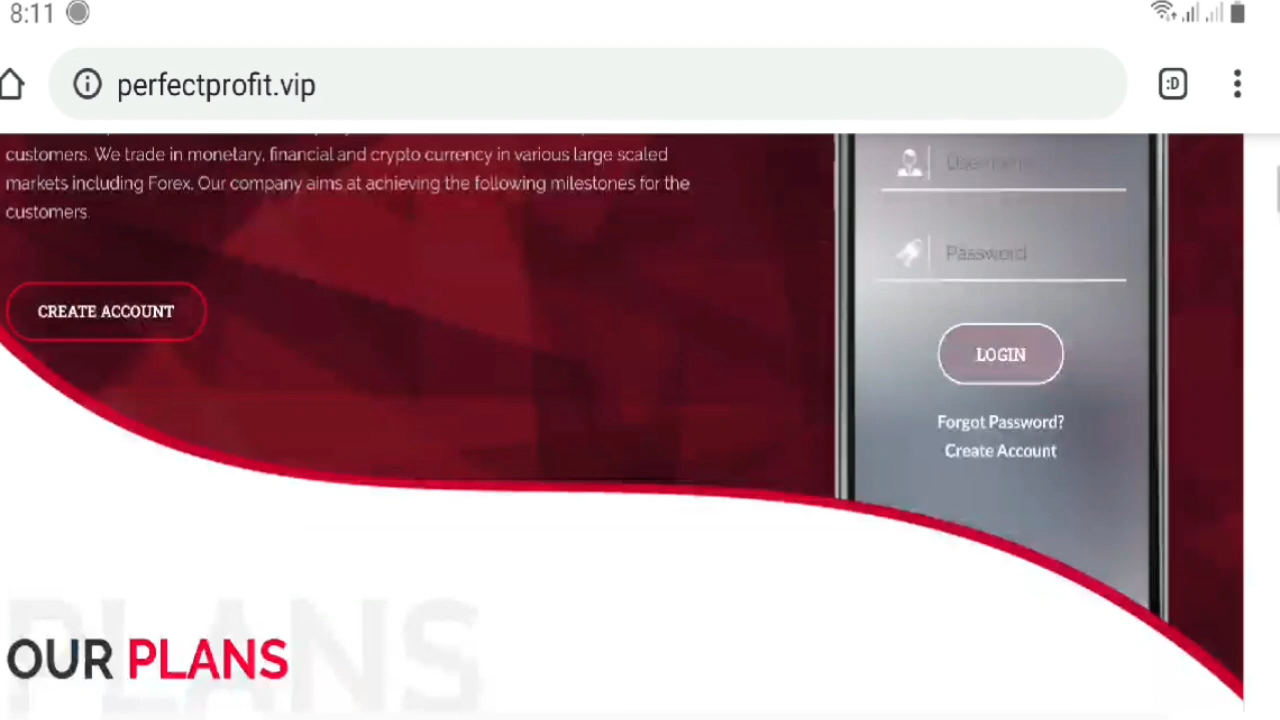 8:11
perfectprofit.vip
:D
customers. We trade in monetary, financial and crypto currency in various large scaled
markets including Forex. Our company aims at achieving the following milestones for the
customers.
CREATE ACCOUNT
Username
Password
LOGIN
Forgot Password?
Create Account
PLANS
OUR PLANS